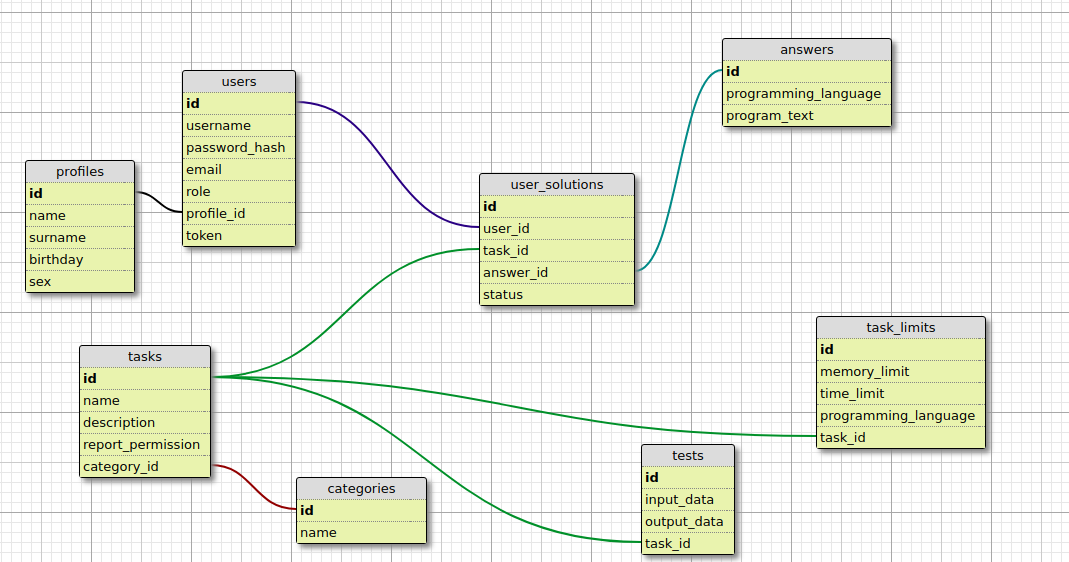 answers
id
programming_language
program_text
users
id
username
password_hash
email
role
profile_id
token
profiles
id
name
surname
birthday
sex
user_solutions
id
user_id
task_id
answer_id
status
task_limits
id
memory_limit
time_limit
programming_language
task_id
tasks
id
name
description
report_permission
category_id
tests
id
input_data
output_data
task_id
categories
id
name